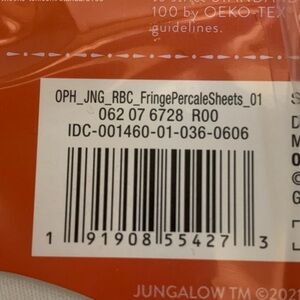 STANDARD
100 by OEKO-TEX®
guidelines.
OPH_JNG_RBC_FringePercaleSheets_01
062 07 6728 R00
IDC-001460-01-036-0606
1 91908 55427 3
JUNGALOW TM ©202